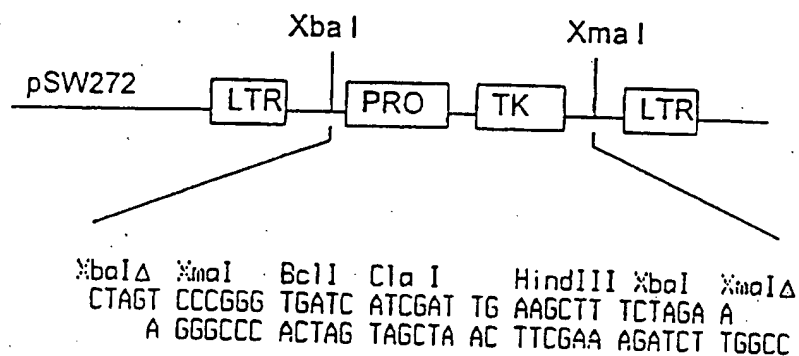 Xba I Xma I
pSW272 LTR PRO TK LTR
XbaIΔ XmaI BclI Cla I HindIII XbaI XmaIΔ
CTAGT CCCGGG TGATC ATCGAT TG AAGCTT TCTAGA A
A GGGCCC ACTAG TAGCTA AC TTCGAA AGATCT TGGCC